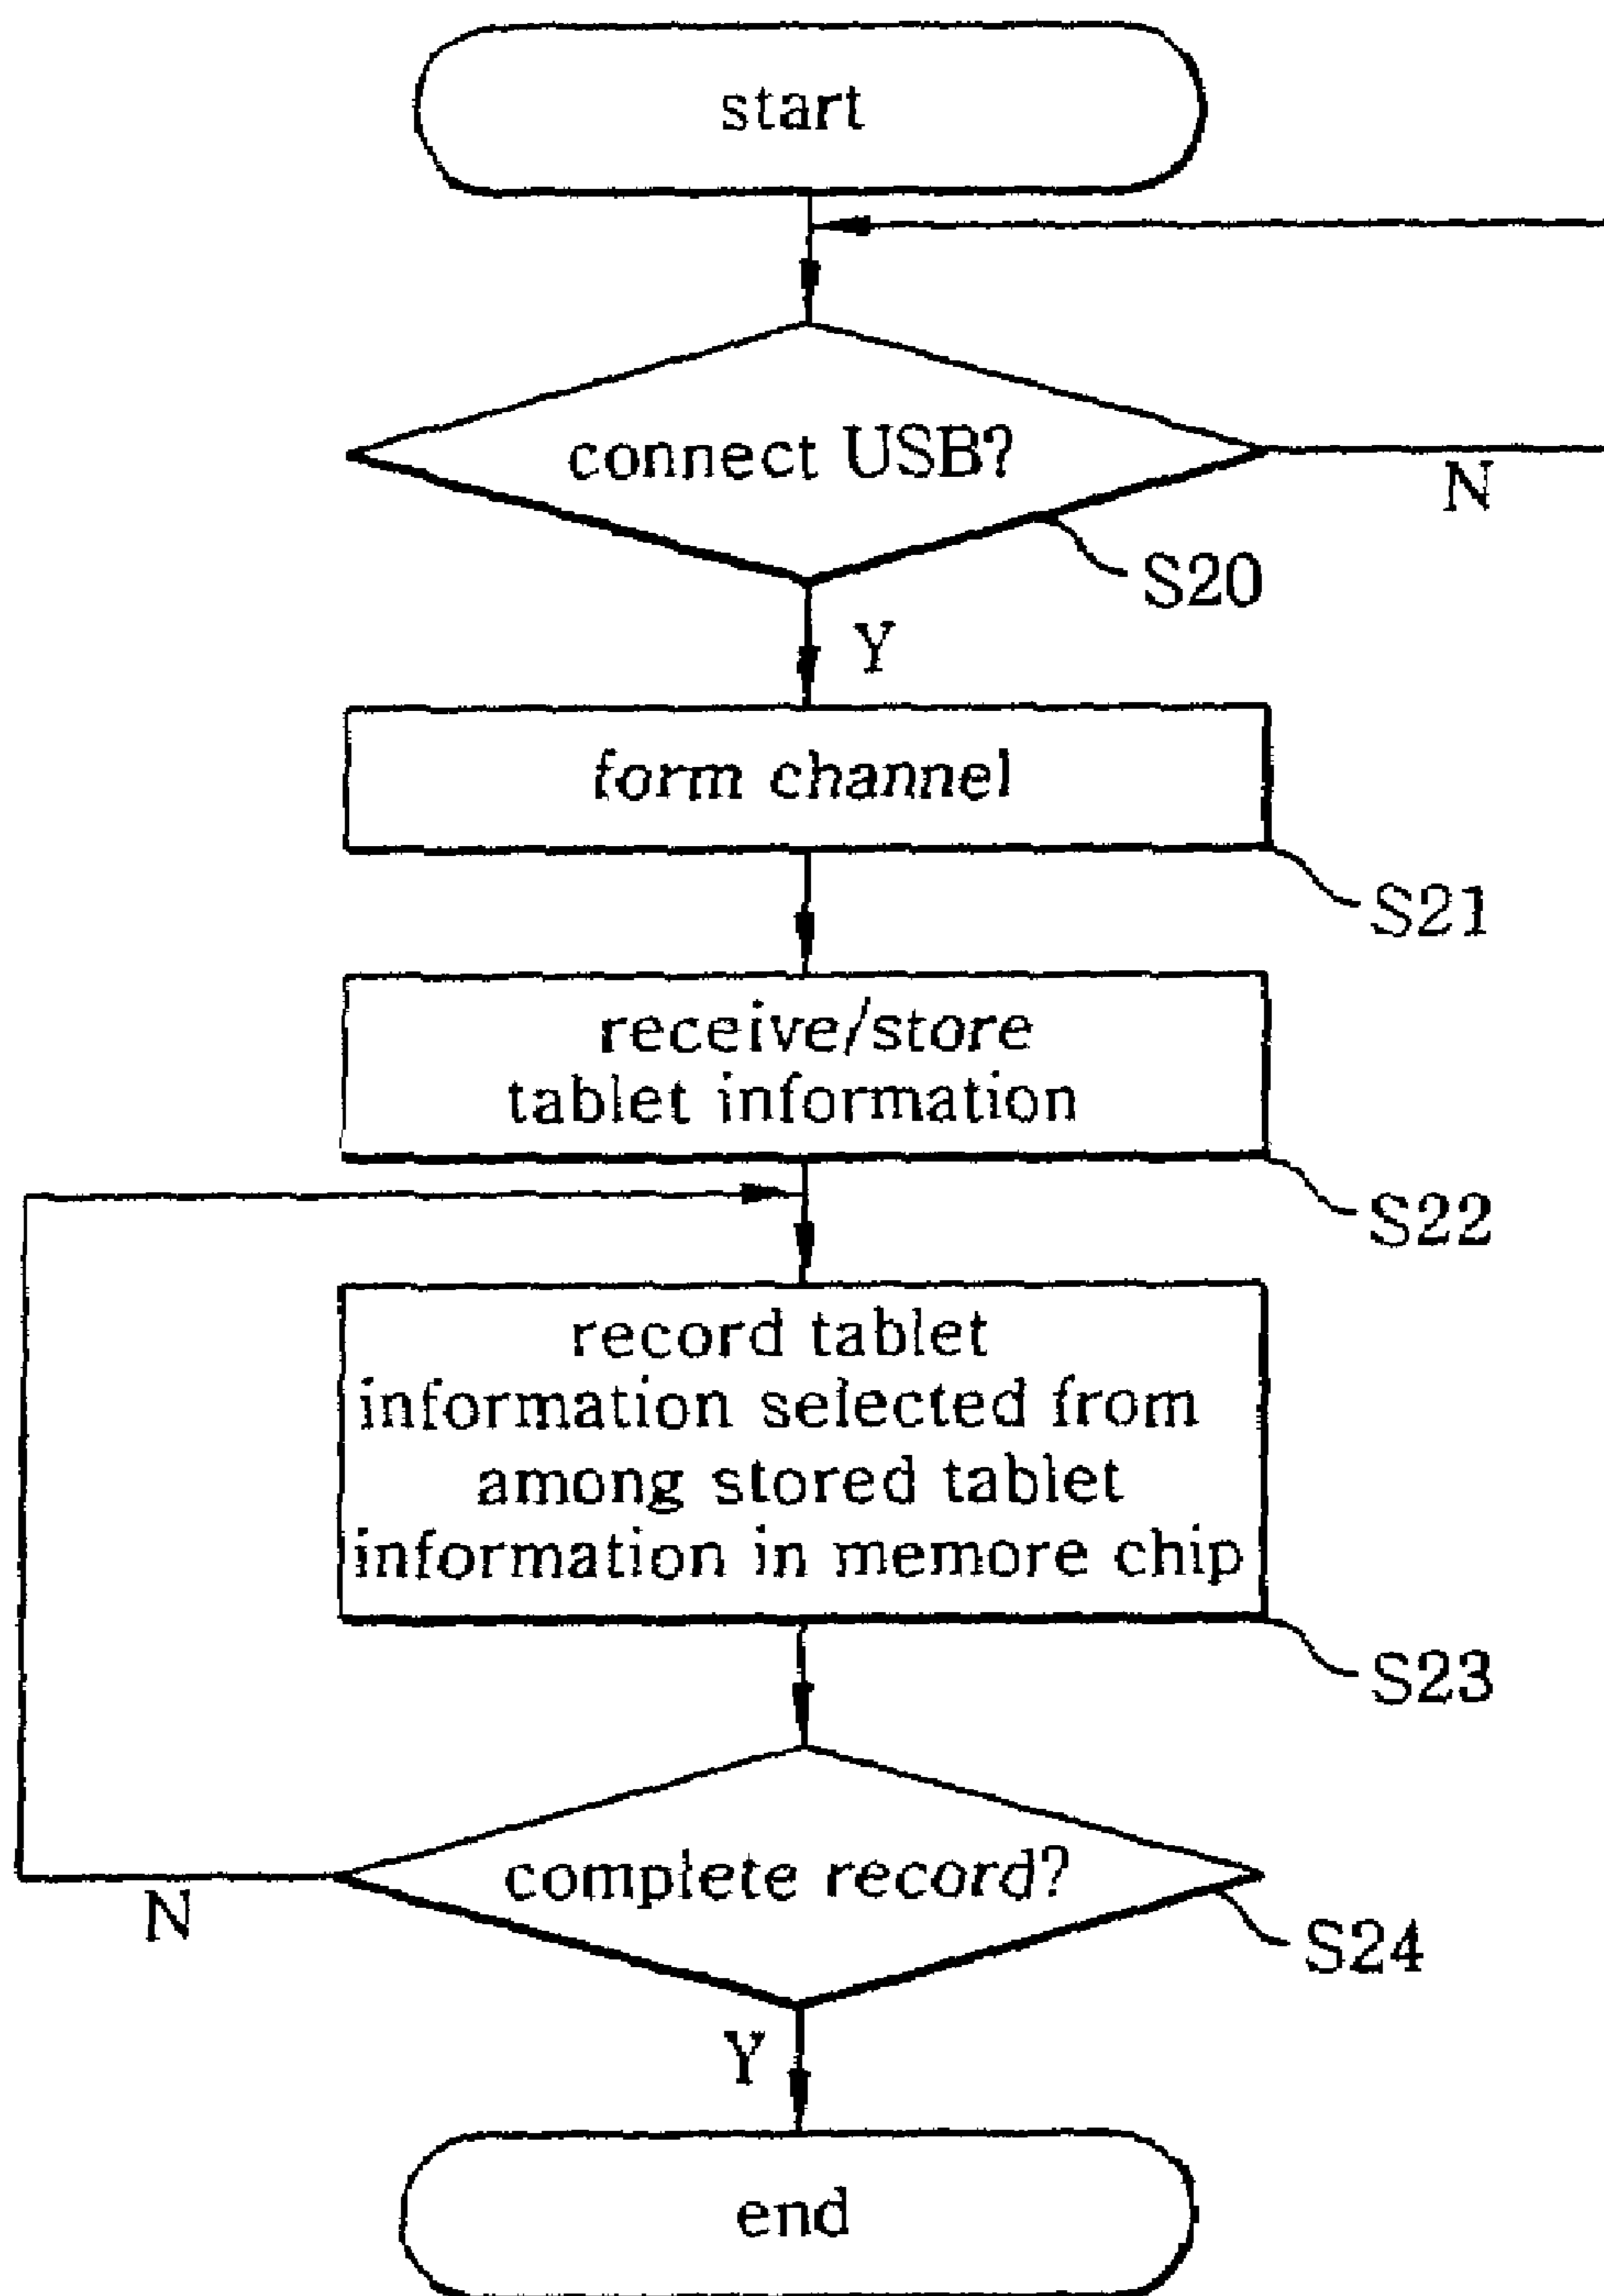 start
connect USB?
N
S20
Y
form channel
S21
receive/store
tablet information
S22
record tablet
information selected from
among stored tablet
information in memore chip
S23
complete record?
N
S24
Y
end